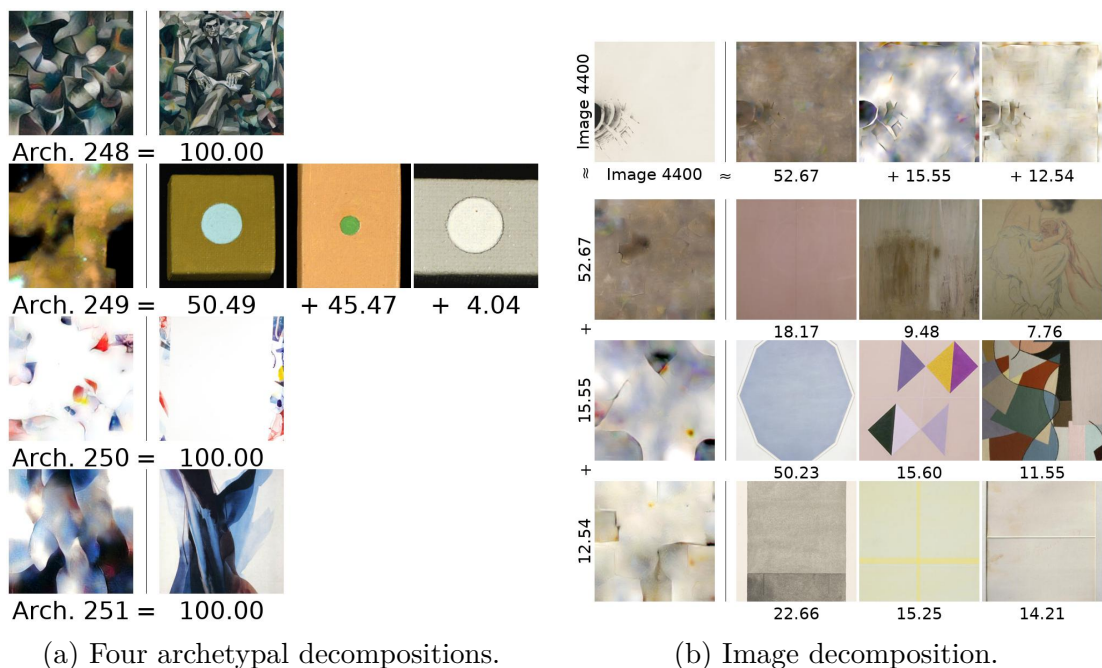 Arch. 248 = 100.00
Arch. 249 = 50.49 + 45.47 + 4.04
Arch. 250 = 100.00
Arch. 251 = 100.00
(a) Four archetypal decompositions.
Image 4400
≈ Image 4400 ≈ 52.67 + 15.55 + 12.54
52.67
18.17 9.48 7.76
+
15.55
50.23 15.60 11.55
+
12.54
22.66 15.25 14.21
(b) Image decomposition.